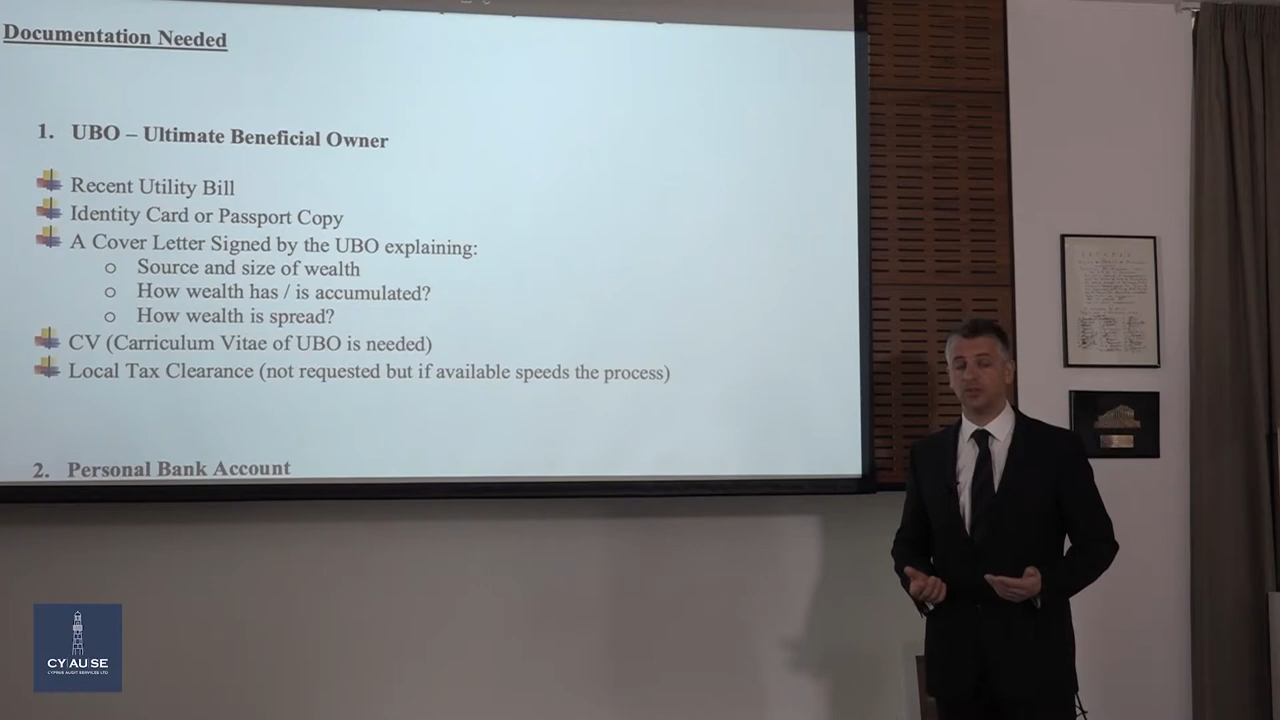 Documentation Needed
1. UBO – Ultimate Beneficial Owner
Recent Utility Bill
Identity Card or Passport Copy
A Cover Letter Signed by the UBO explaining:
o Source and size of wealth
o How wealth has / is accumulated?
o How wealth is spread?
CV (Carriculum Vitae of UBO is needed)
Local Tax Clearance (not requested but if available speeds the process)
2. Personal Bank Account
CY|AU|SE
CYPRUS AUDIT SERVICES LTD